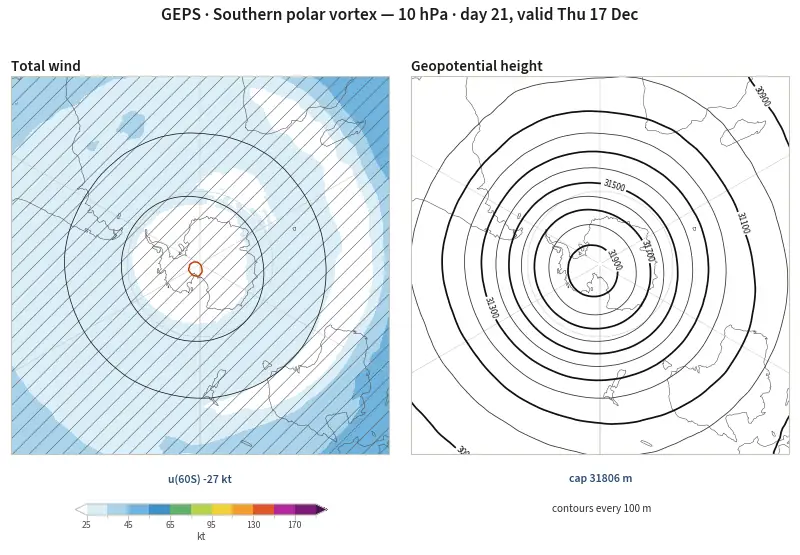 GEPS · Southern polar vortex — 10 hPa · day 21, valid Thu 17 Dec
Total wind
Geopotential height
30900
31500
31100
31700
31900
31300
u(60S) -27 kt
cap 31806 m
contours every 100 m
25 45 65 95 130 170
kt